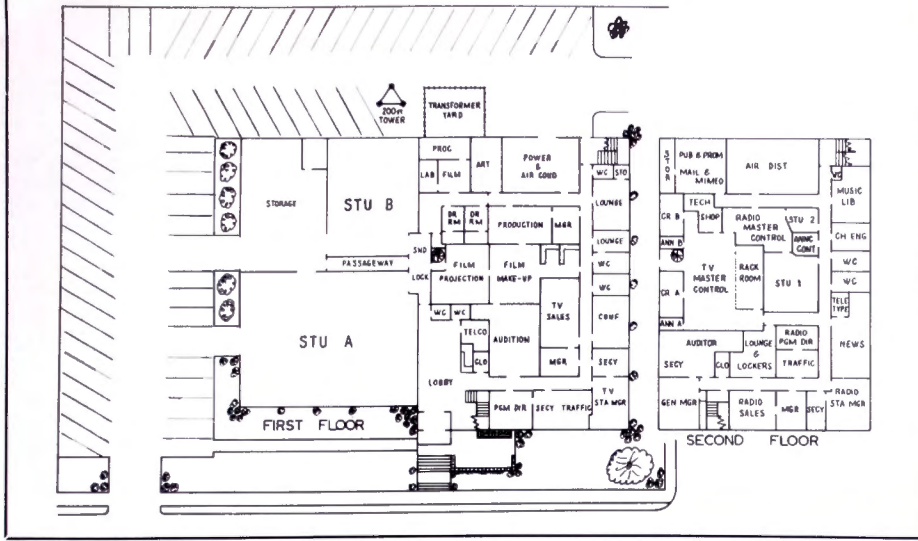 200 FT
TOWER
TRANSFORMER
YARD
PROG
LAB
FILM
ART
POWER
&
AIR COND
WC
STO
STORAGE
STU B
DR
RM
DR
RM
PRODUCTION
MGR
LOUNGE
LOUNGE
SND
LOCK
PASSAGEWAY
FILM
PROJECTION
FILM
MAKE-UP
WC
WC
WC
WC
STU A
TELCO
CLO
AUDITION
TV
SALES
CONF
MGR
SECY
LOBBY
PGM DIR
SECY
TRAFFIC
TV
STA MGR
FIRST FLOOR
STOR
PUB & PROM
MAIL &
MIMEO
AIR DIST
WC
MUSIC
LIB
TECH
SHOP
CR B
RADIO
MASTER
CONTROL
STU 2
ANNC
CONT
CH ENG
ANN B
TV
MASTER
CONTROL
RACK
ROOM
STU 1
WC
WC
CR A
TELE
TYPE
ANN A
AUDITOR
SECY
CLO
LOUNGE
&
LOCKERS
RADIO
PGM DIR
TRAFFIC
NEWS
GEN MGR
RADIO
SALES
MGR
SECY
RADIO
STA MGR
SECOND FLOOR